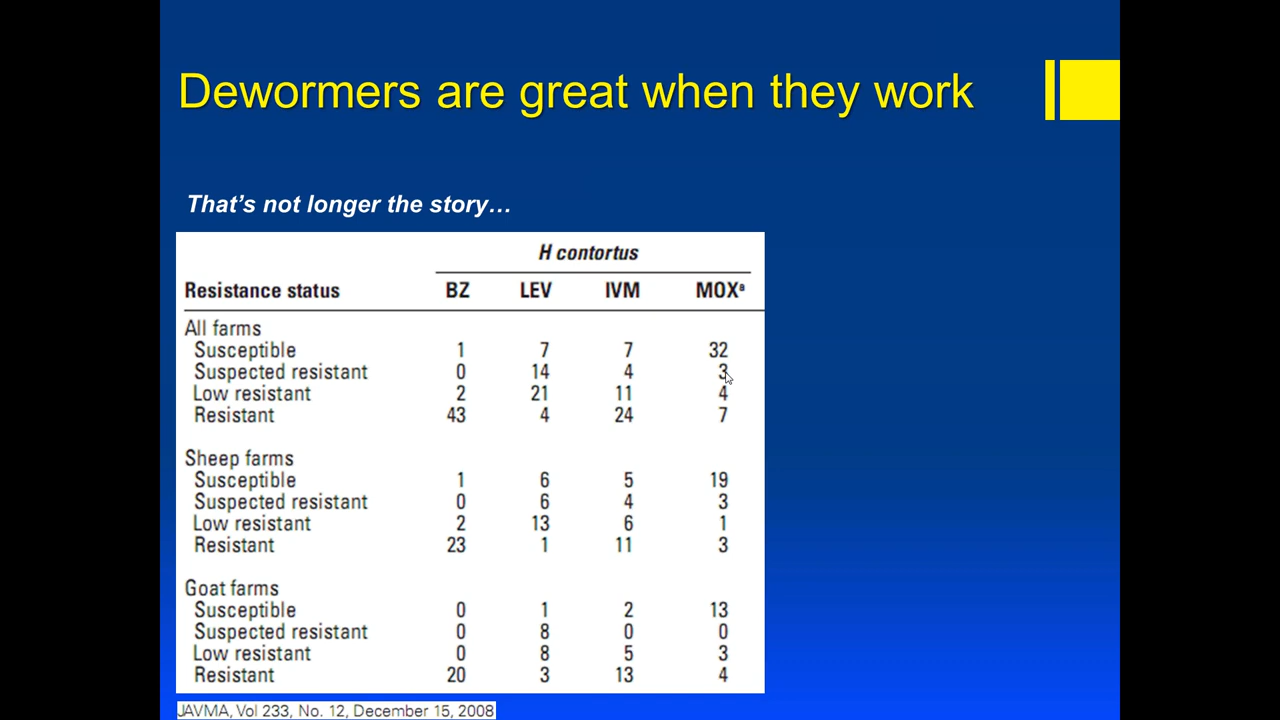 Dewormers are great when they work
That's not longer the story…
H contortus
Resistance status BZ LEV IVM MOXª
All farms
Susceptible 1 7 7 32
Suspected resistant 0 14 4 3
Low resistant 2 21 11 4
Resistant 43 4 24 7
Sheep farms
Susceptible 1 6 5 19
Suspected resistant 0 6 4 3
Low resistant 2 13 6 1
Resistant 23 1 11 3
Goat farms
Susceptible 0 1 2 13
Suspected resistant 0 8 0 0
Low resistant 0 8 5 3
Resistant 20 3 13 4
JAVMA, Vol 233, No. 12, December 15, 2008